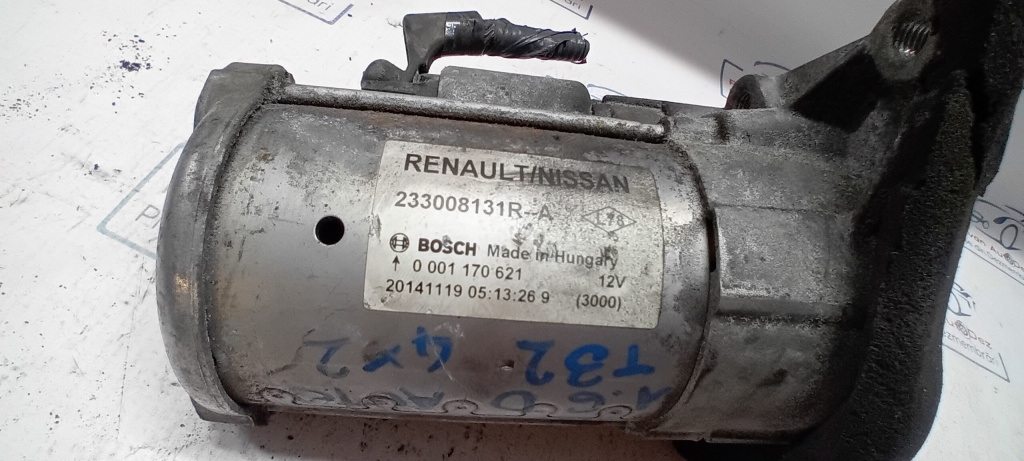 RENAULT/NISSAN
233008131R--A
BOSCH Made in Hungary
0 001 170 621 12V
20141119 05:13:26 9 (3000)
4x2
T32